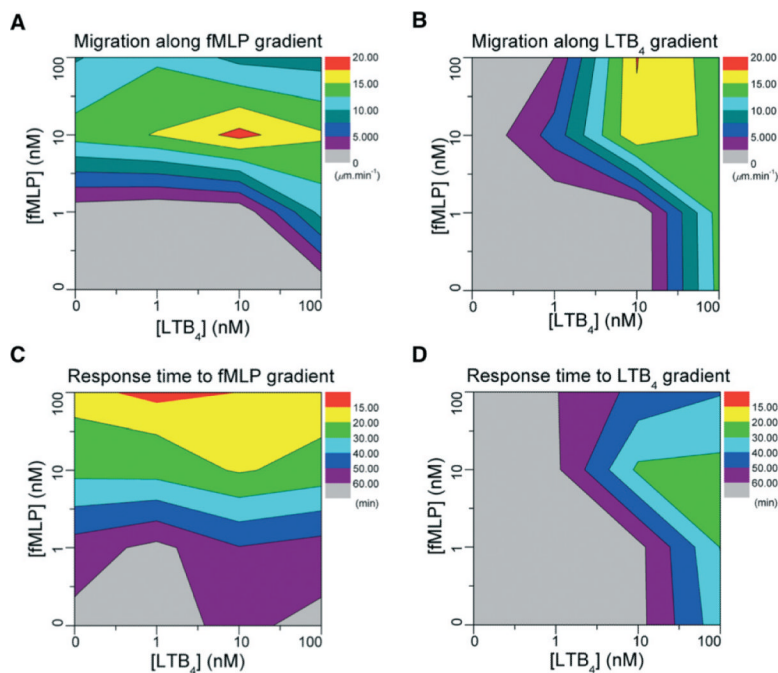 A
Migration along fMLP gradient
100
10
1
0
[fMLP] (nM)
0
1
10
100
[LTB4] (nM)
20.00
15.00
10.00
5.000
0
(μm.min-1)
B
Migration along LTB4 gradient
100
10
1
0
[fMLP] (nM)
0
1
10
100
[LTB4] (nM)
20.00
15.00
10.00
5.000
0
(μm.min-1)
C
Response time to fMLP gradient
100
10
1
0
[fMLP] (nM)
0
1
10
100
[LTB4] (nM)
15.00
20.00
30.00
40.00
50.00
60.00
(min)
D
Response time to LTB4 gradient
100
10
1
0
[fMLP] (nM)
0
1
10
100
[LTB4] (nM)
15.00
20.00
30.00
40.00
50.00
60.00
(min)